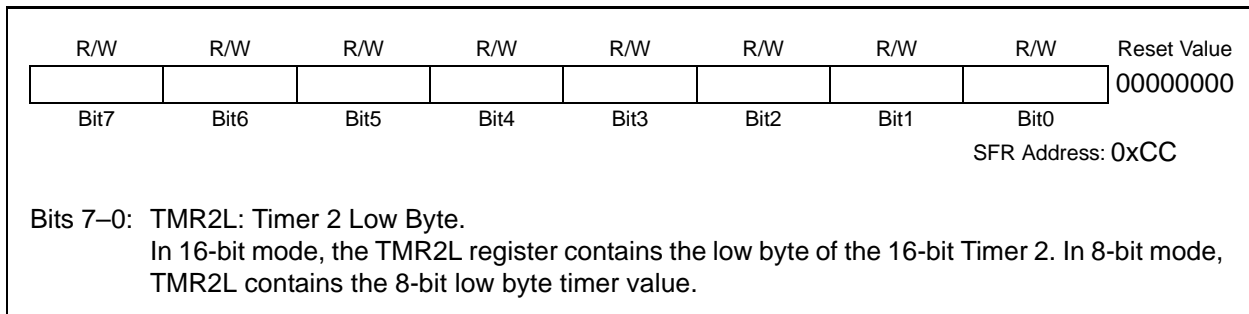 R/W R/W R/W R/W R/W R/W R/W R/W Reset Value
00000000
Bit7 Bit6 Bit5 Bit4 Bit3 Bit2 Bit1 Bit0
SFR Address: 0xCC
Bits 7–0: TMR2L: Timer 2 Low Byte.
In 16-bit mode, the TMR2L register contains the low byte of the 16-bit Timer 2. In 8-bit mode,
TMR2L contains the 8-bit low byte timer value.